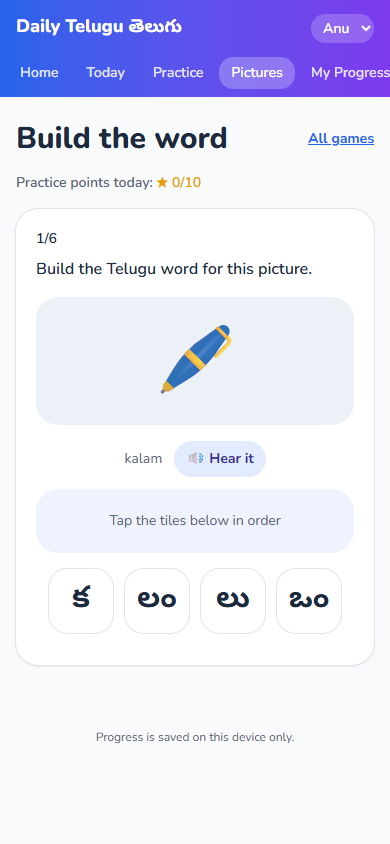 Daily Telugu తెలుగు
Anu
Home Today Practice Pictures My Progress
Build the word
All games
Practice points today: ★ 0/10
1/6
Build the Telugu word for this picture.
kalam
Hear it
Tap the tiles below in order
క లం లు ఒం
Progress is saved on this device only.